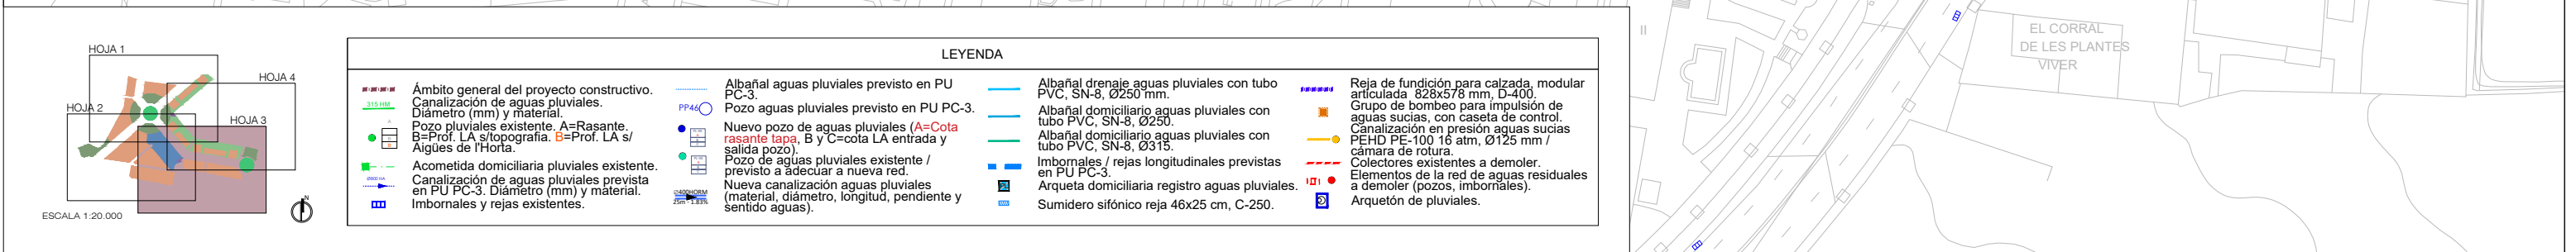 HOJA 1
HOJA 4
HOJA 2
HOJA 3
ESCALA 1:20.000
N
LEYENDA
Ámbito general del proyecto constructivo.
315 HM
Canalización de aguas pluviales.
Diámetro (mm) y material.
A
B
B
Pozo pluviales existente. A=Rasante.
B=Prof. LA s/topografia. B=Prof. LA s/
Aigües de l'Horta.
Acometida domiciliaria pluviales existente.
Canalización de aguas pluviales prevista
en PU PC-3. Diámetro (mm) y material.
Imbornales y rejas existentes.
Albañal aguas pluviales previsto en PU
PC-3.
PP46
Pozo aguas pluviales previsto en PU PC-3.
Nuevo pozo de aguas pluviales (A=Cota
rasante tapa, B y C=cota LA entrada y
salida pozo).
Pozo de aguas pluviales existente /
previsto a adecuar a nueva red.
Ø400HORM
25m - 1.83%
Nueva canalización aguas pluviales
(material, diámetro, longitud, pendiente y
sentido aguas).
Albañal drenaje aguas pluviales con tubo
PVC, SN-8, Ø250 mm.
Albañal domiciliario aguas pluviales con
tubo PVC, SN-8, Ø250.
Albañal domiciliario aguas pluviales con
tubo PVC, SN-8, Ø315.
Imbornales / rejas longitudinales previstas
en PU PC-3.
Arqueta domiciliaria registro aguas pluviales.
Sumidero sifónico reja 46x25 cm, C-250.
Reja de fundición para calzada, modular
articulada 828x578 mm, D-400.
Grupo de bombeo para impulsión de
aguas sucias, con caseta de control.
Canalización en presión aguas sucias
PEHD PE-100 16 atm, Ø125 mm /
cámara de rotura.
Colectores existentes a demoler.
Elementos de la red de aguas residuales
a demoler (pozos, imbornales).
Arquetón de pluviales.
II
EL CORRAL
DE LES PLANTES
VIVER